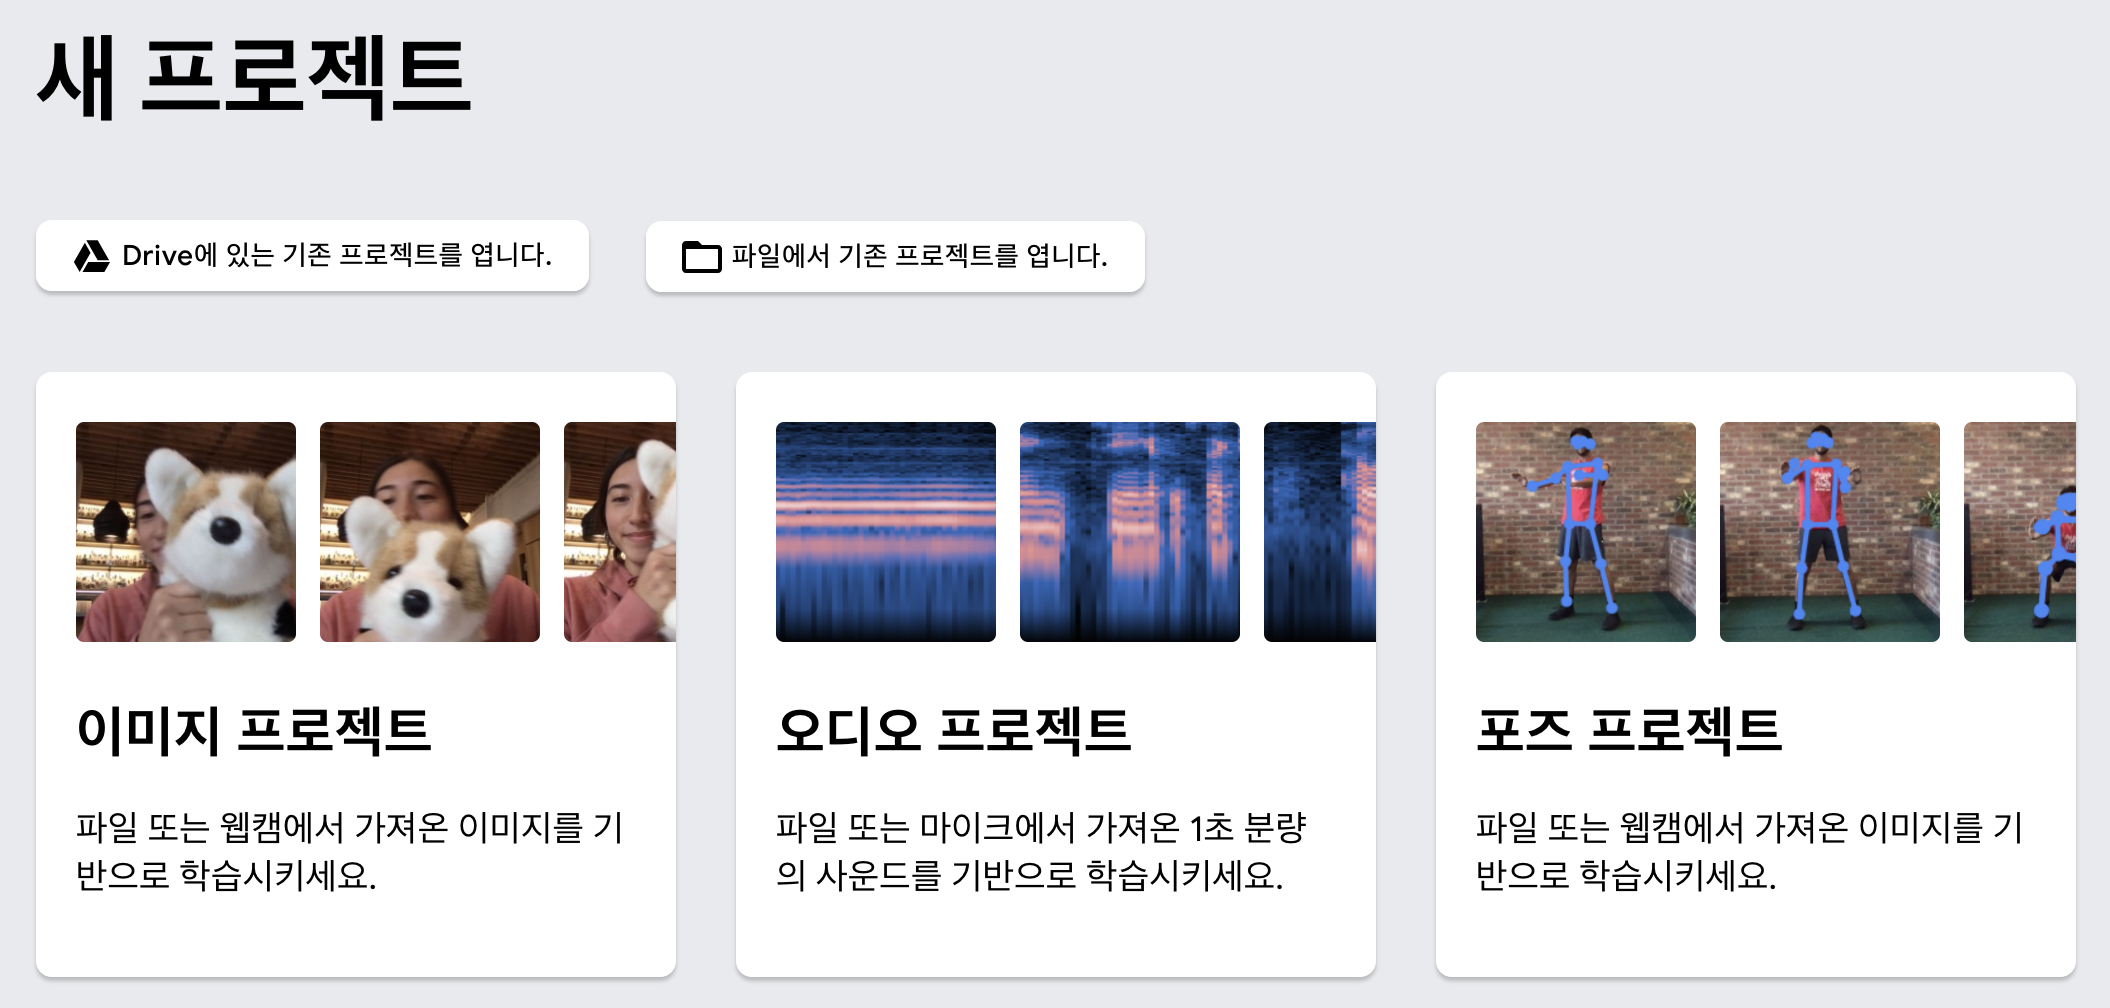 새 프로젝트
Drive에 있는 기존 프로젝트를 엽니다.
파일에서 기존 프로젝트를 엽니다.
이미지 프로젝트
파일 또는 웹캠에서 가져온 이미지를 기
반으로 학습시키세요.
오디오 프로젝트
파일 또는 마이크에서 가져온 1초 분량
의 사운드를 기반으로 학습시키세요.
포즈 프로젝트
파일 또는 웹캠에서 가져온 이미지를 기
반으로 학습시키세요.